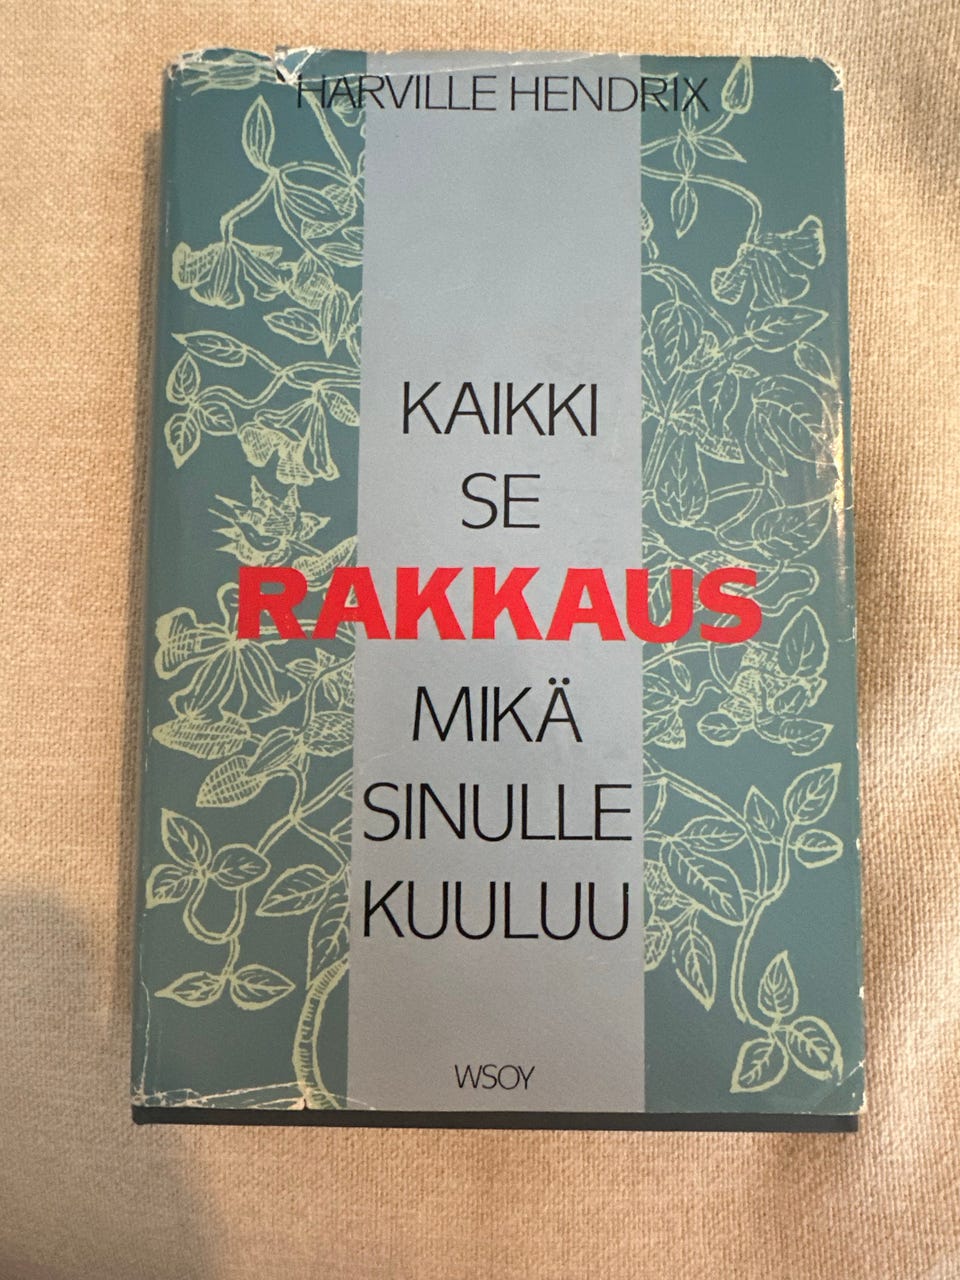 HARVILLE HENDRIX
KAIKKI
SE
RAKKAUS
MIKÄ
SINULLE
KUULUU
WSOY